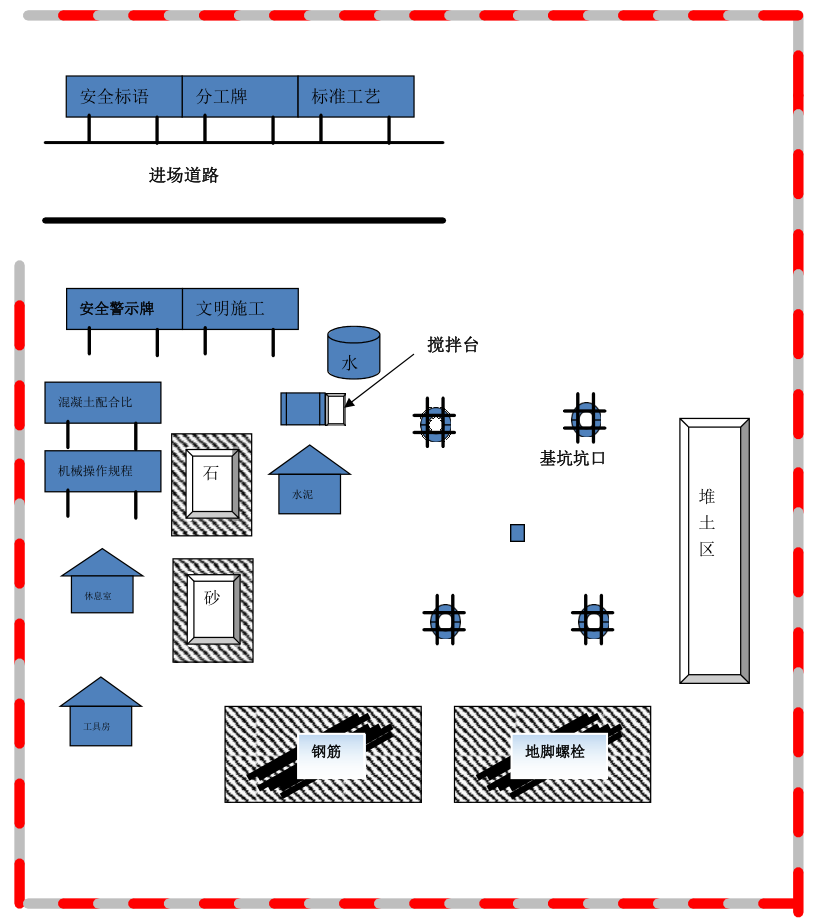 安全标语
分工牌
标准工艺
进场道路
安全警示牌
文明施工
水
搅拌台
混凝土配合比
基坑坑口
机械操作规程
石
水泥
堆
土
区
休息室
砂
工具房
钢筋
地脚螺栓